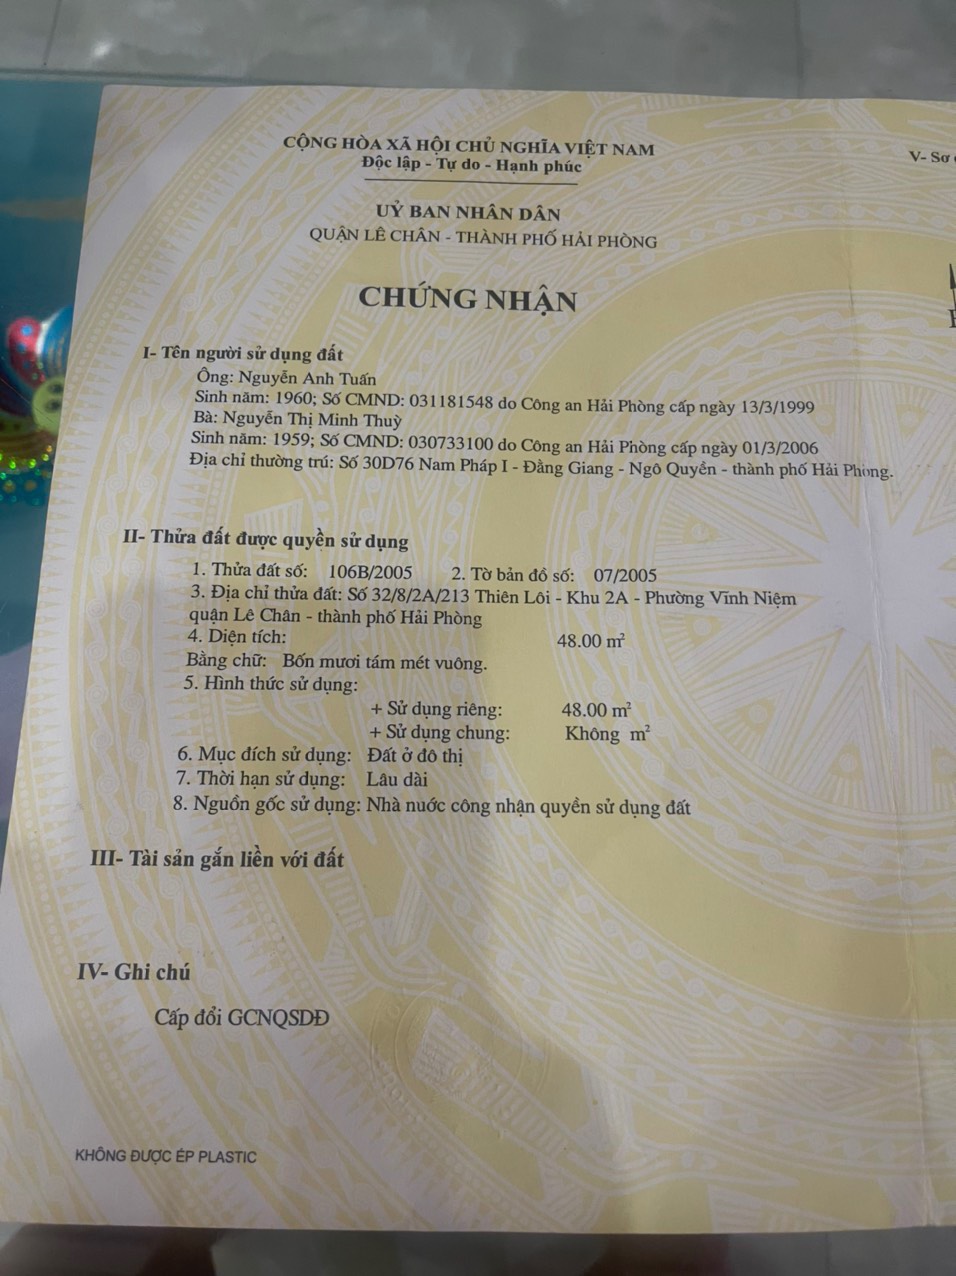 CỘNG HÒA XÃ HỘI CHỦ NGHĨA VIỆT NAM
Độc lập - Tự do - Hạnh phúc
V- Sơ
UỶ BAN NHÂN DÂN
QUẬN LÊ CHÂN - THÀNH PHỐ HẢI PHÒNG
CHỨNG NHẬN
I- Tên người sử dụng đất
Ông: Nguyễn Anh Tuấn
Sinh năm: 1960; Số CMND: 031181548 do Công an Hải Phòng cấp ngày 13/3/1999
Bà: Nguyễn Thị Minh Thuỳ
Sinh năm: 1959; Số CMND: 030733100 do Công an Hải Phòng cấp ngày 01/3/2006
Địa chỉ thường trú: Số 30D76 Nam Pháp I - Đằng Giang - Ngô Quyền - thành phố Hải Phòng.
II- Thửa đất được quyền sử dụng
1. Thửa đất số: 106B/2005 2. Tờ bản đồ số: 07/2005
3. Địa chỉ thửa đất: Số 32/8/2A/213 Thiên Lôi - Khu 2A - Phường Vĩnh Niệm
quận Lê Chân - thành phố Hải Phòng
4. Diện tích: 48.00 m²
Bằng chữ: Bốn mươi tám mét vuông.
5. Hình thức sử dụng:
+ Sử dụng riêng: 48.00 m²
+ Sử dụng chung: Không m²
6. Mục đích sử dụng: Đất ở đô thị
7. Thời hạn sử dụng: Lâu dài
8. Nguồn gốc sử dụng: Nhà nước công nhận quyền sử dụng đất
III- Tài sản gắn liền với đất
IV- Ghi chú
Cấp đổi GCNQSDĐ
KHÔNG ĐƯỢC ÉP PLASTIC